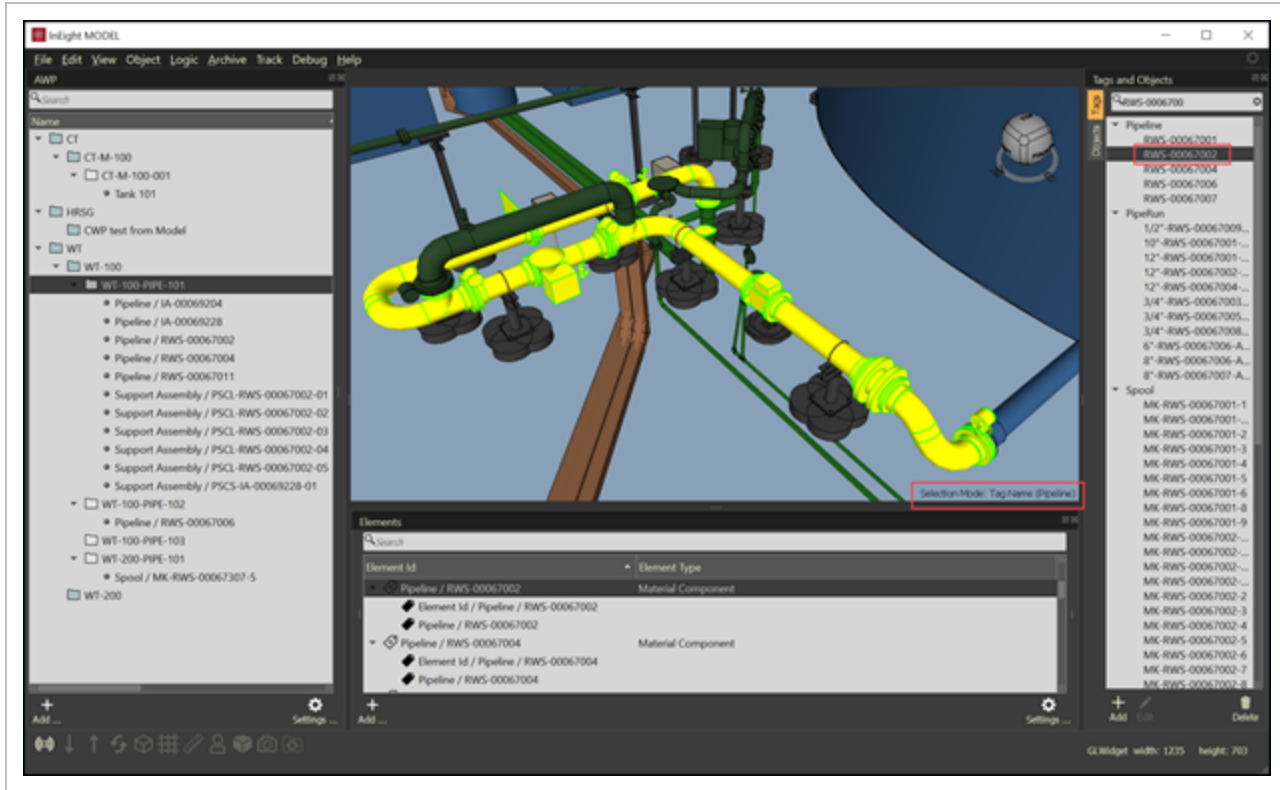 InEight MODEL
File Edit View Object Logic Archive Track Debug Help
AWP
Search
Name
CT
CT-M-100
CT-M-100-001
Tank 101
HRSG
CWP test from Model
WT
WT-100
WT-100-PIPE-101
Pipeline / IA-00069204
Pipeline / IA-00069228
Pipeline / RWS-00067002
Pipeline / RWS-00067004
Pipeline / RWS-00067011
Support Assembly / PSCL-RWS-00067002-01
Support Assembly / PSCL-RWS-00067002-02
Support Assembly / PSCL-RWS-00067002-03
Support Assembly / PSCL-RWS-00067002-04
Support Assembly / PSCL-RWS-00067002-05
Support Assembly / PSCS-IA-00069228-01
WT-100-PIPE-102
Pipeline / RWS-00067006
WT-100-PIPE-103
WT-200-PIPE-101
Spool / MK-RWS-00067307-5
WT-200
Add ...
Settings ...
Selection Mode: Tag Name (Pipeline)
Elements
Search
Element Id Element Type
Pipeline / RWS-00067002 Material Component
Element Id / Pipeline / RWS-00067002
Pipeline / RWS-00067002
Pipeline / RWS-00067004 Material Component
Element Id / Pipeline / RWS-00067004
Pipeline / RWS-00067004
Add ...
Settings ...
Tags and Objects
Tags
Objects
RWS-0006700
Pipeline
RWS-00067001
RWS-00067002
RWS-00067004
RWS-00067006
RWS-00067007
PipeRun
1/2"-RWS-00067009...
10"-RWS-00067001-...
12"-RWS-00067001-...
12"-RWS-00067002-...
12"-RWS-00067004-...
3/4"-RWS-00067003...
3/4"-RWS-00067005...
3/4"-RWS-00067008...
6"-RWS-00067006-A...
8"-RWS-00067006-A...
8"-RWS-00067007-A...
Spool
MK-RWS-00067001-1
MK-RWS-00067001-...
MK-RWS-00067001-2
MK-RWS-00067001-3
MK-RWS-00067001-4
MK-RWS-00067001-5
MK-RWS-00067001-6
MK-RWS-00067001-8
MK-RWS-00067001-9
MK-RWS-00067002-...
MK-RWS-00067002-...
MK-RWS-00067002-...
MK-RWS-00067002-...
MK-RWS-00067002-2
MK-RWS-00067002-3
MK-RWS-00067002-4
MK-RWS-00067002-5
MK-RWS-00067002-6
MK-RWS-00067002-7
MK-RWS-00067002-8
Add Edit Delete
GLWidget width: 1235 height: 703